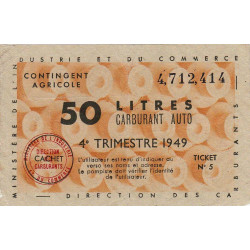 MINISTÈRE DE L'INDUSTRIE ET DU COMMERCE
CONTINGENT
AGRICOLE
4,712,414
50 LITRES
CARBURANT AUTO
4e TRIMESTRE 1949
CACHET
L'utilisateur est tenu d'indiquer au
verso ses nom et adresse.
Le pompiste doit vérifier l'identité
de l'utilisateur.
TICKET
N° 5
DIRECTION DES CARBURANTS